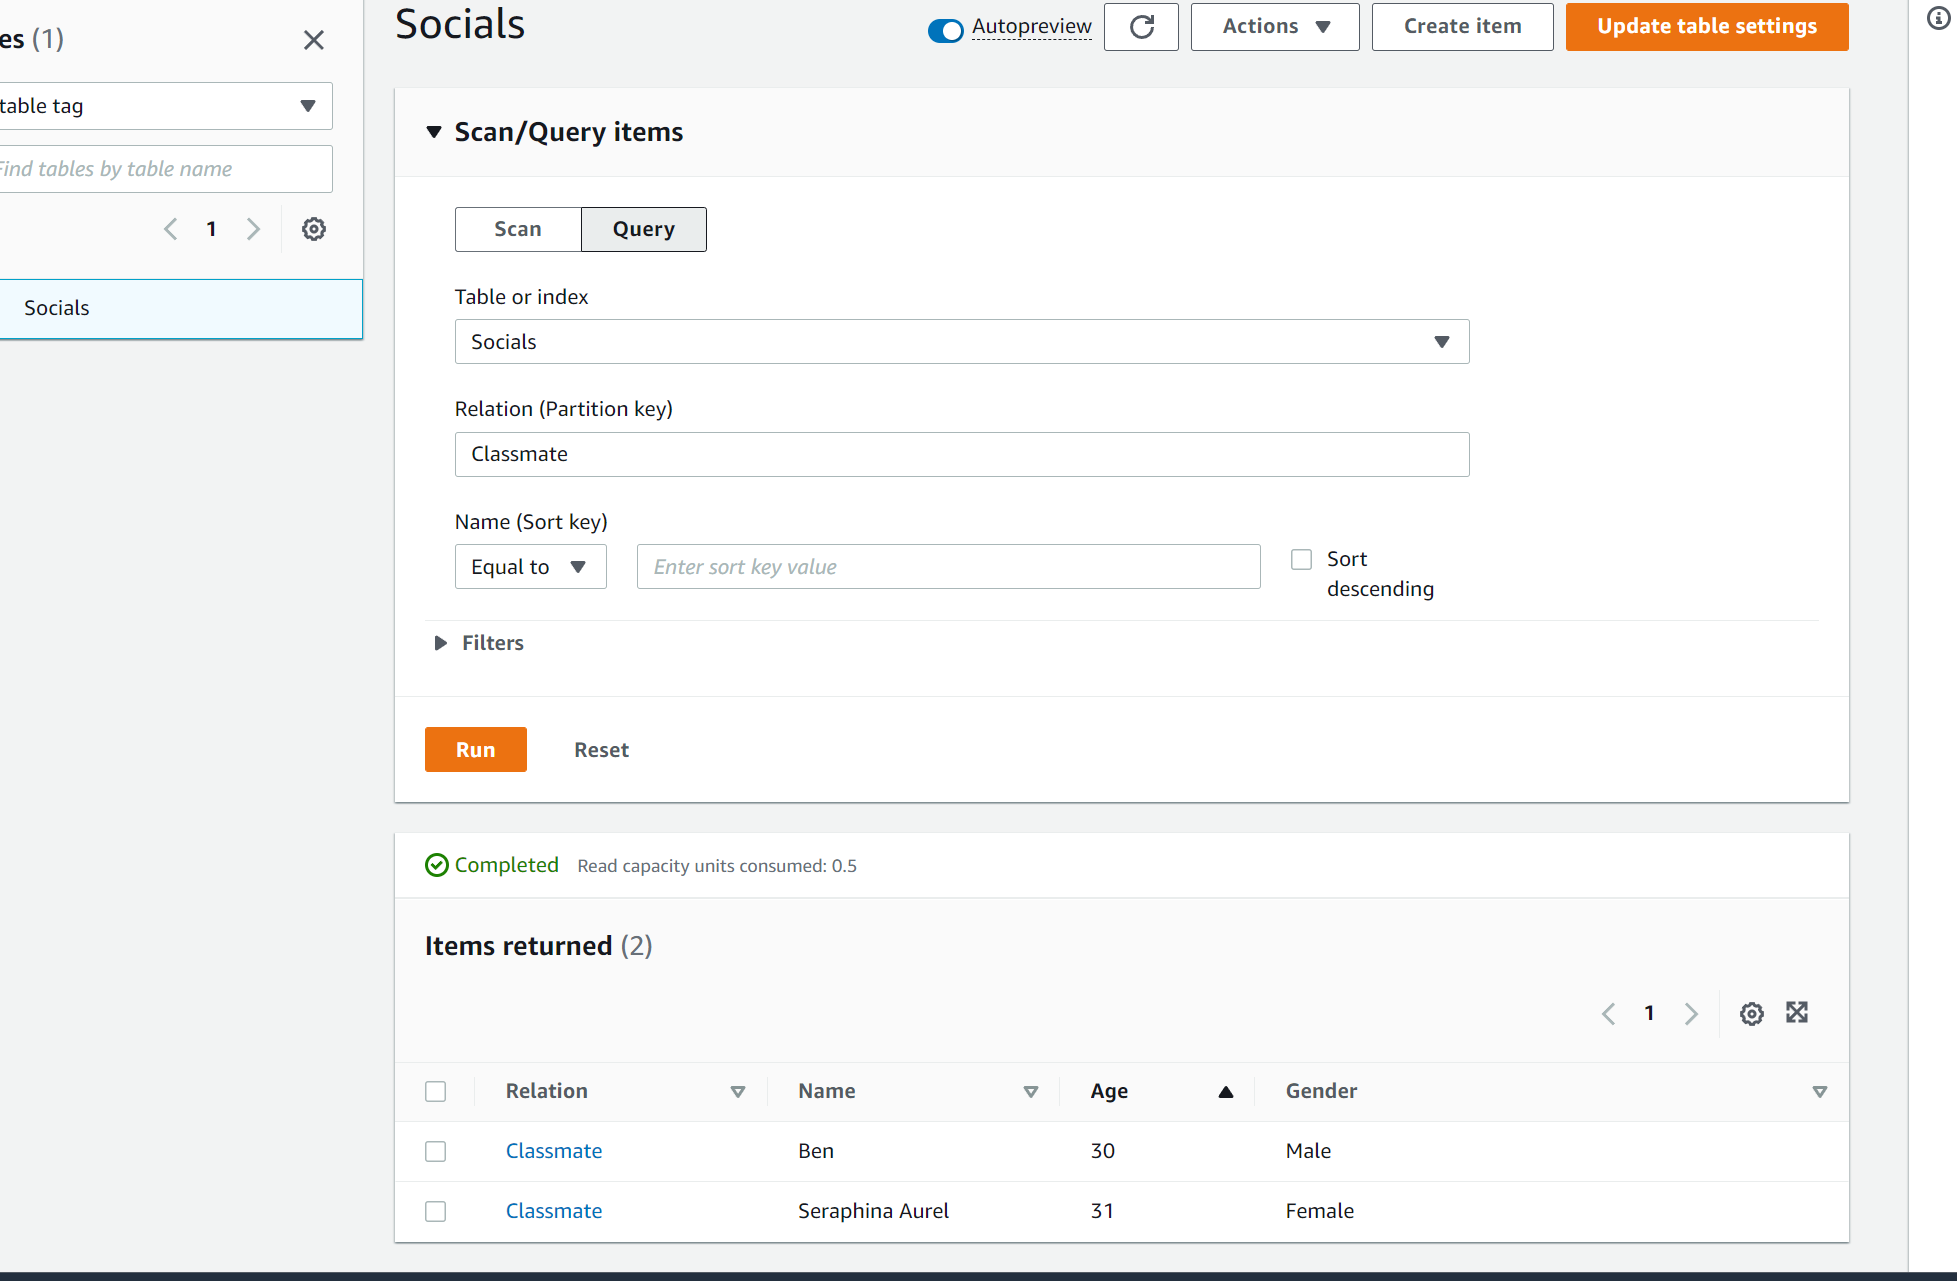 es (1)
table tag
Find tables by table name
1
Socials
Socials
Autopreview
Actions
Create item
Update table settings
Scan/Query items
Scan
Query
Table or index
Socials
Relation (Partition key)
Classmate
Name (Sort key)
Equal to
Enter sort key value
Sort
descending
Filters
Run
Reset
Completed Read capacity units consumed: 0.5
Items returned (2)
1
Relation Name Age Gender
Classmate Ben 30 Male
Classmate Seraphina Aurel 31 Female